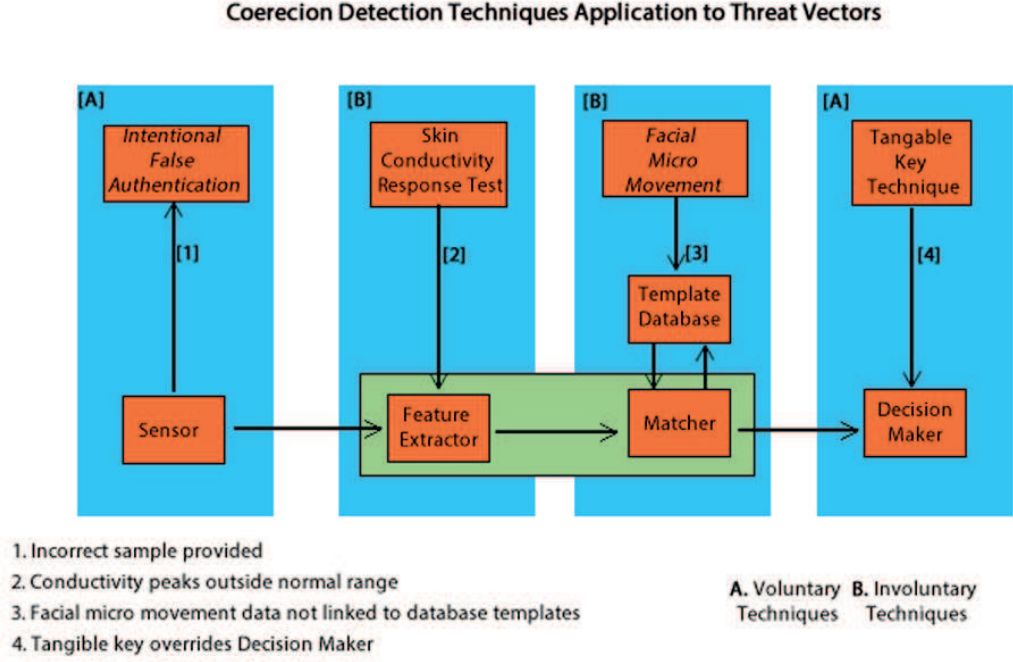 Coerecion Detection Techniques Application to Threat Vectors
[A]
Intentional
False
Authentication
[1]
Sensor
[B]
Skin
Conductivity
Response Test
[2]
Feature
Extractor
[B]
Facial
Micro
Movement
[3]
Template
Database
Matcher
[A]
Tangable
Key
Technique
[4]
Decision
Maker
1. Incorrect sample provided
2. Conductivity peaks outside normal range
3. Facial micro movement data not linked to database templates
4. Tangible key overrides Decision Maker
A. Voluntary B. Involuntary
Techniques Techniques